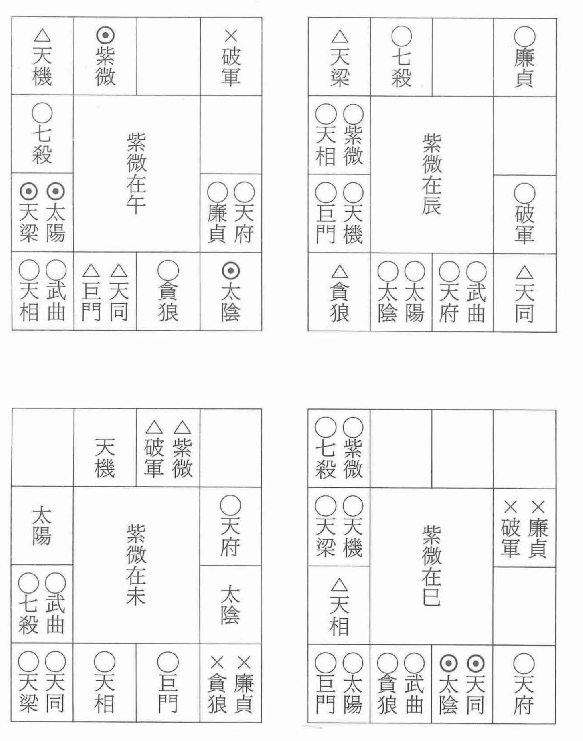 △天機
◉紫微
×破軍
○七殺
紫微在午
◉太陽
◉天梁
○天府
○廉貞
○武曲
○天相
△天同
△巨門
○貪狼
◉太陰
△天梁
○七殺
○廉貞
○紫微
○天相
紫微在辰
○天機
○巨門
○破軍
△貪狼
○太陽
○太陰
○武曲
○天府
△天同
天機
△紫微
△破軍
太陽
紫微在未
○天府
○武曲
○七殺
太陰
○天同
○天梁
○天相
○巨門
×廉貞
×貪狼
○紫微
○七殺
○天機
○天梁
紫微在巳
×廉貞
×破軍
△天相
○太陽
○巨門
○武曲
○貪狼
◉天同
◉太陰
○天府